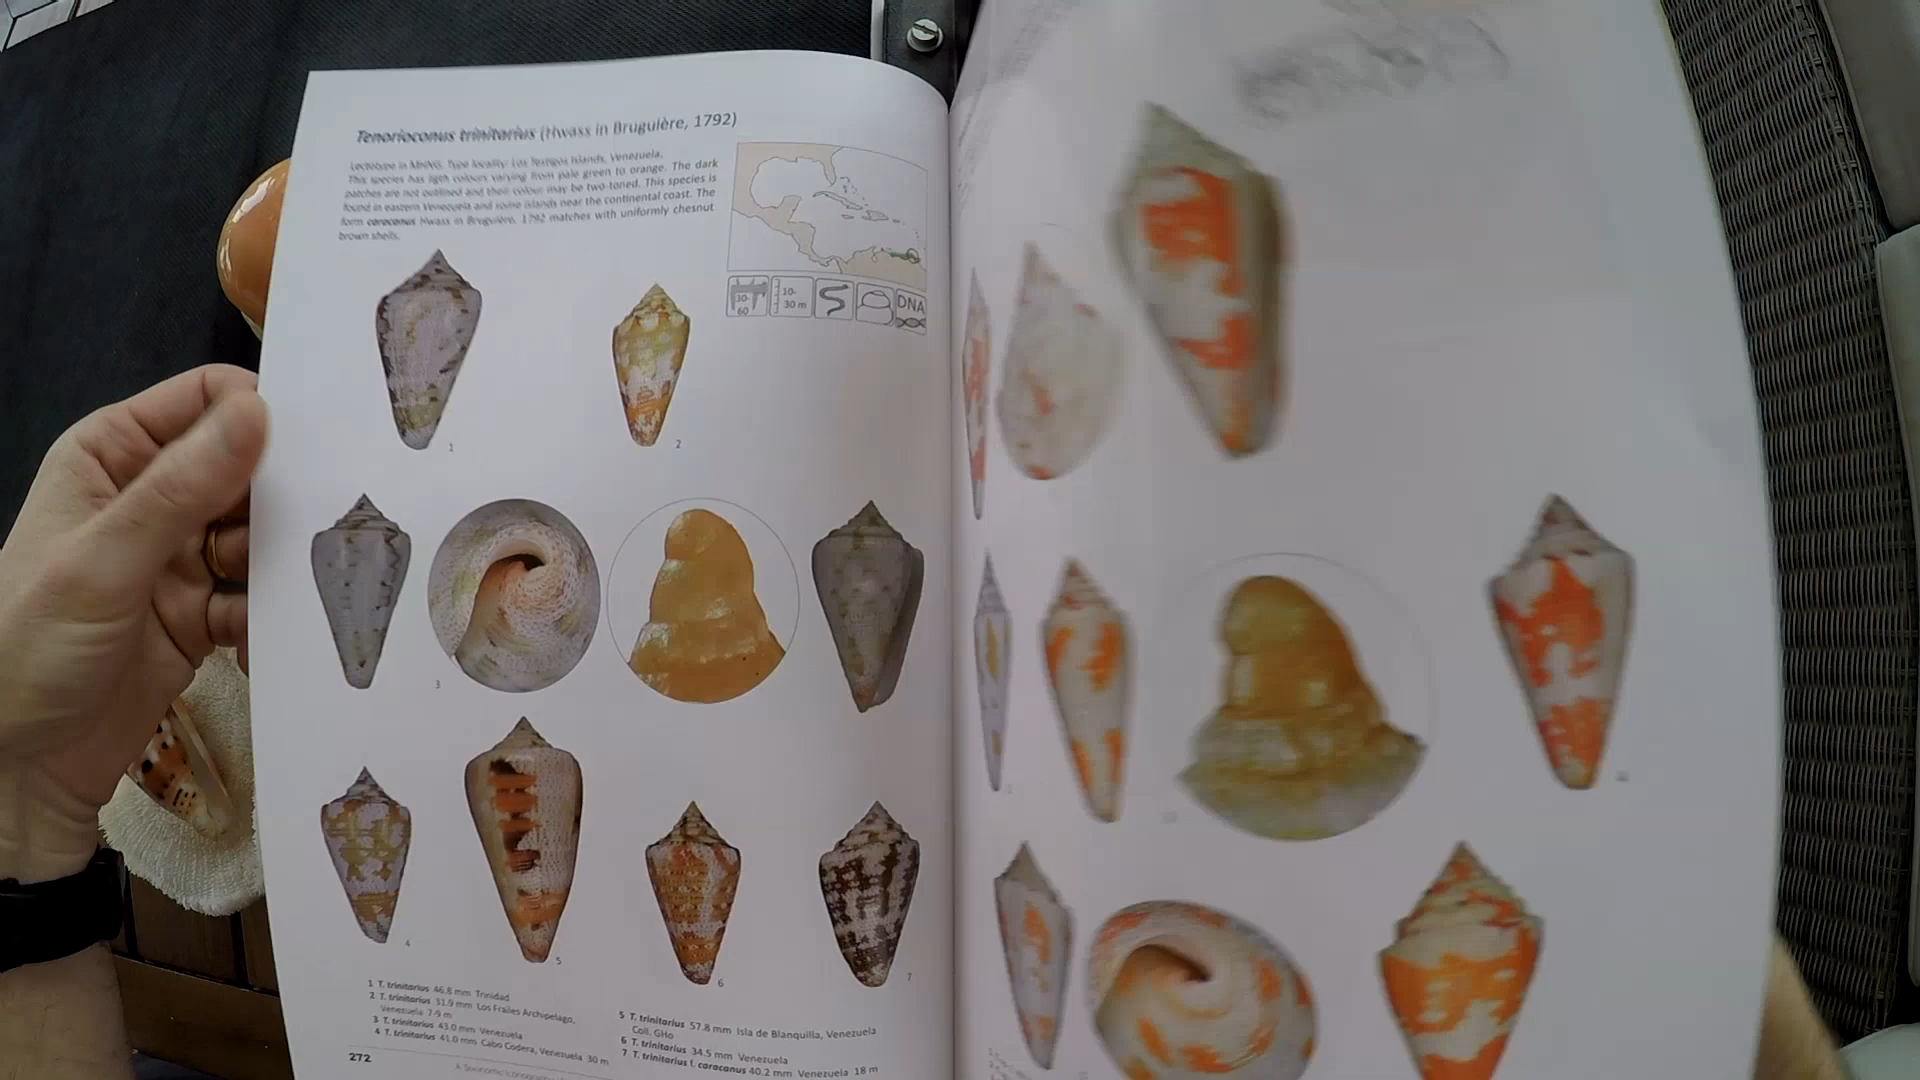 Tenorioconus trinitarius (Hwass in Bruguière, 1792)
Lectotype in MHNG. Type locality: Los Testigos Islands, Venezuela.
This species has ligth colours varying from pale green to orange. The dark
patches are not outlined and their colour may be two-toned. This species is
found in eastern Venezuela and some islands near the continental coast. The
form caracanus Hwass in Bruguière, 1792 matches with uniformly chesnut
brown shells.
30-
60
10-
30 m
DNA
1
2
3
4
5
6
7
1 T. trinitarius 46.8 mm Trinidad
2 T. trinitarius 31.9 mm Los Frailes Archipelago,
Venezuela 7-9 m
3 T. trinitarius 43.0 mm Venezuela
4 T. trinitarius 41.0 mm Cabo Codera, Venezuela 30 m
5 T. trinitarius 57.8 mm Isla de Blanquilla, Venezuela
Coll. GHo
6 T. trinitarius 34.5 mm Venezuela
7 T. trinitarius f. caracanus 40.2 mm Venezuela 18 m
272
A Taxonomic Iconography